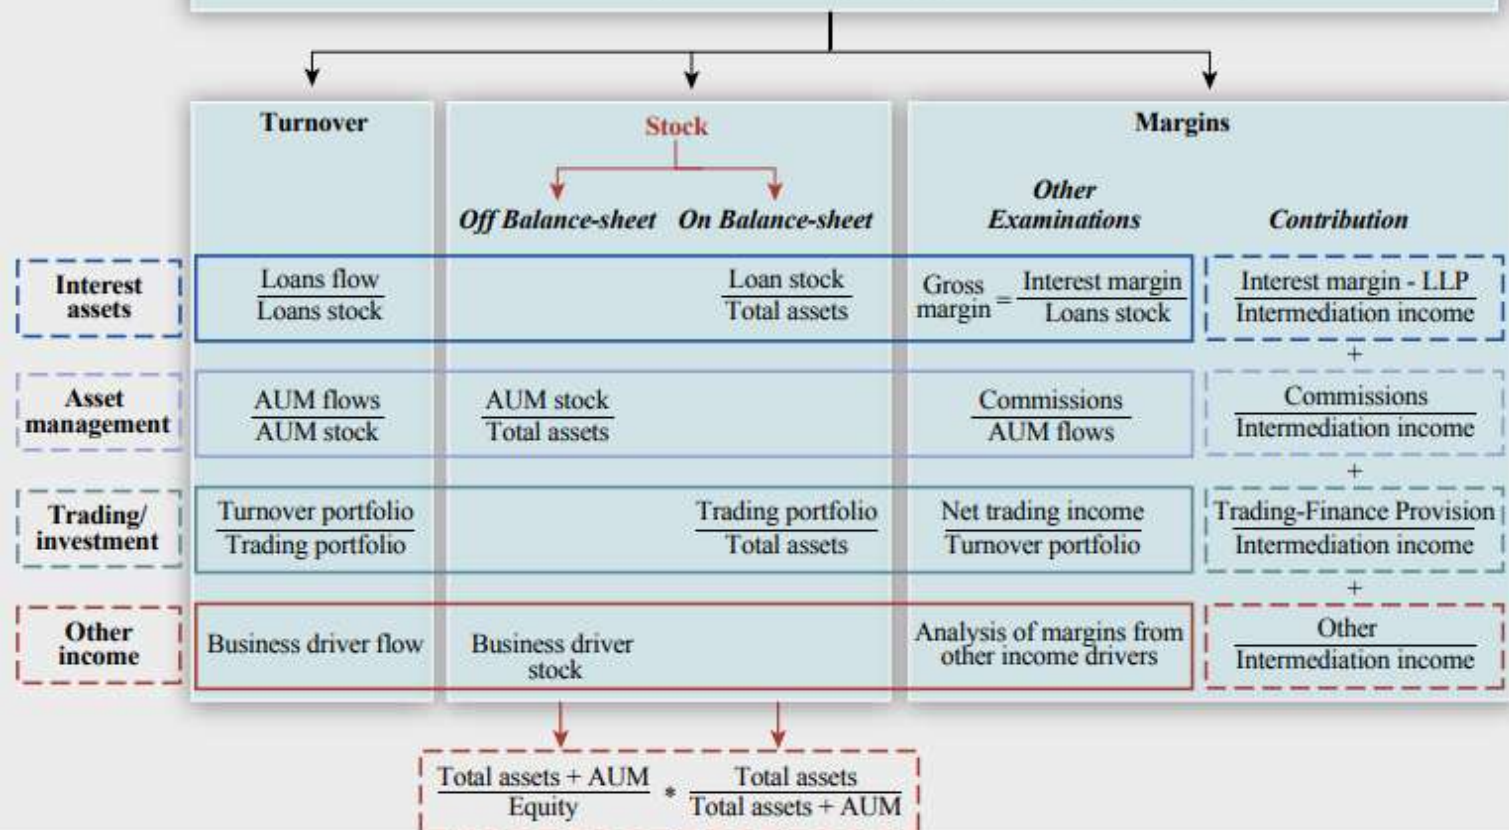 Turnover
Stock
Margins
Off Balance-sheet On Balance-sheet
Other
Examinations
Contribution
Interest
assets
Loans flow
Loans stock
Loan stock
Total assets
Gross
margin
=
Interest margin
Loans stock
Interest margin - LLP
Intermediation income
+
Asset
management
AUM flows
AUM stock
AUM stock
Total assets
Commissions
AUM flows
Commissions
Intermediation income
+
Trading/
investment
Turnover portfolio
Trading portfolio
Trading portfolio
Total assets
Net trading income
Turnover portfolio
Trading-Finance Provision
Intermediation income
+
Other
income
Business driver flow
Business driver
stock
Analysis of margins from
other income drivers
Other
Intermediation income
Total assets + AUM
Equity
*
Total assets
Total assets + AUM